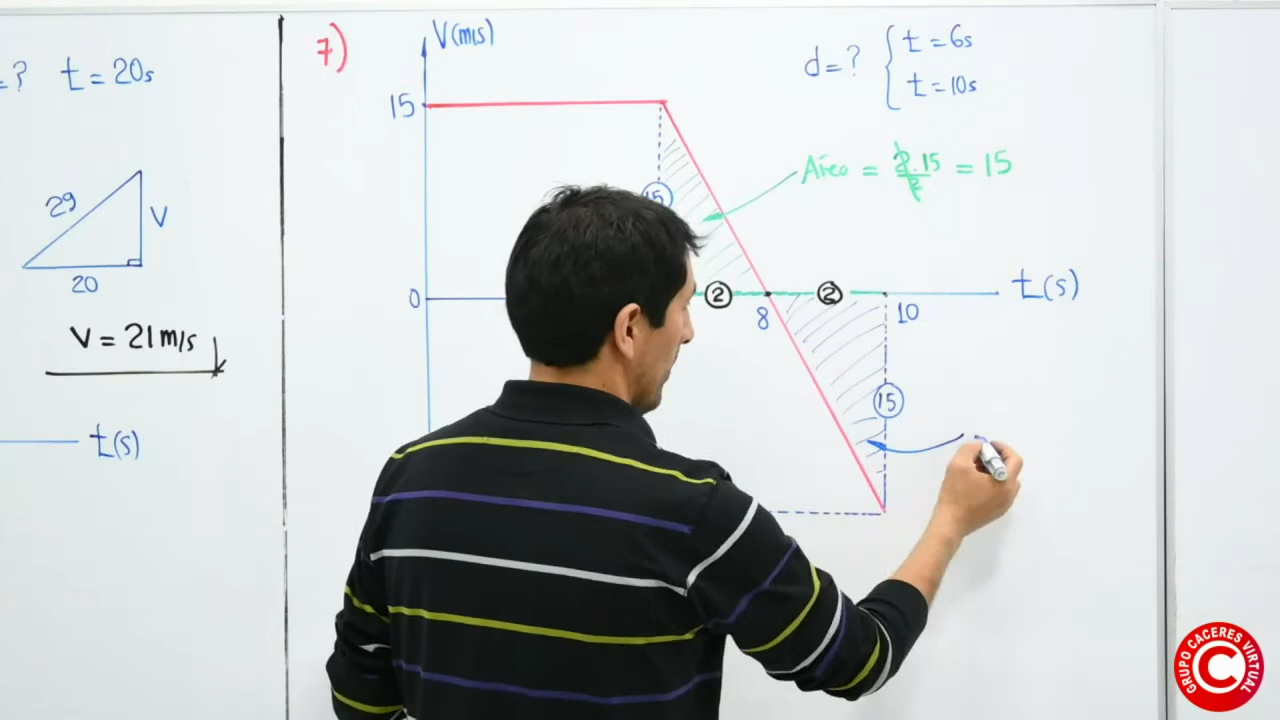 =? t = 20s
29
V
20
V = 21 m/s
t(s)
7)
V(m/s)
15
0
d = ? { t = 6s
t = 10s
Área = 2.15/2 = 15
15
2
2
8
10
t(s)
15
GRUPO CACERES VIRTUAL
C